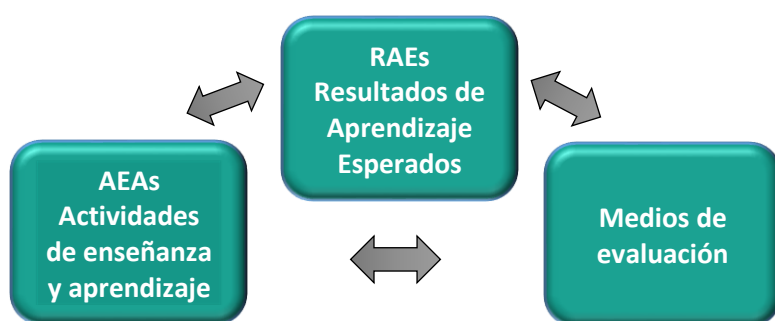 RAEs
Resultados de
Aprendizaje
Esperados
AEAs
Actividades
de enseñanza
y aprendizaje
Medios de
evaluación